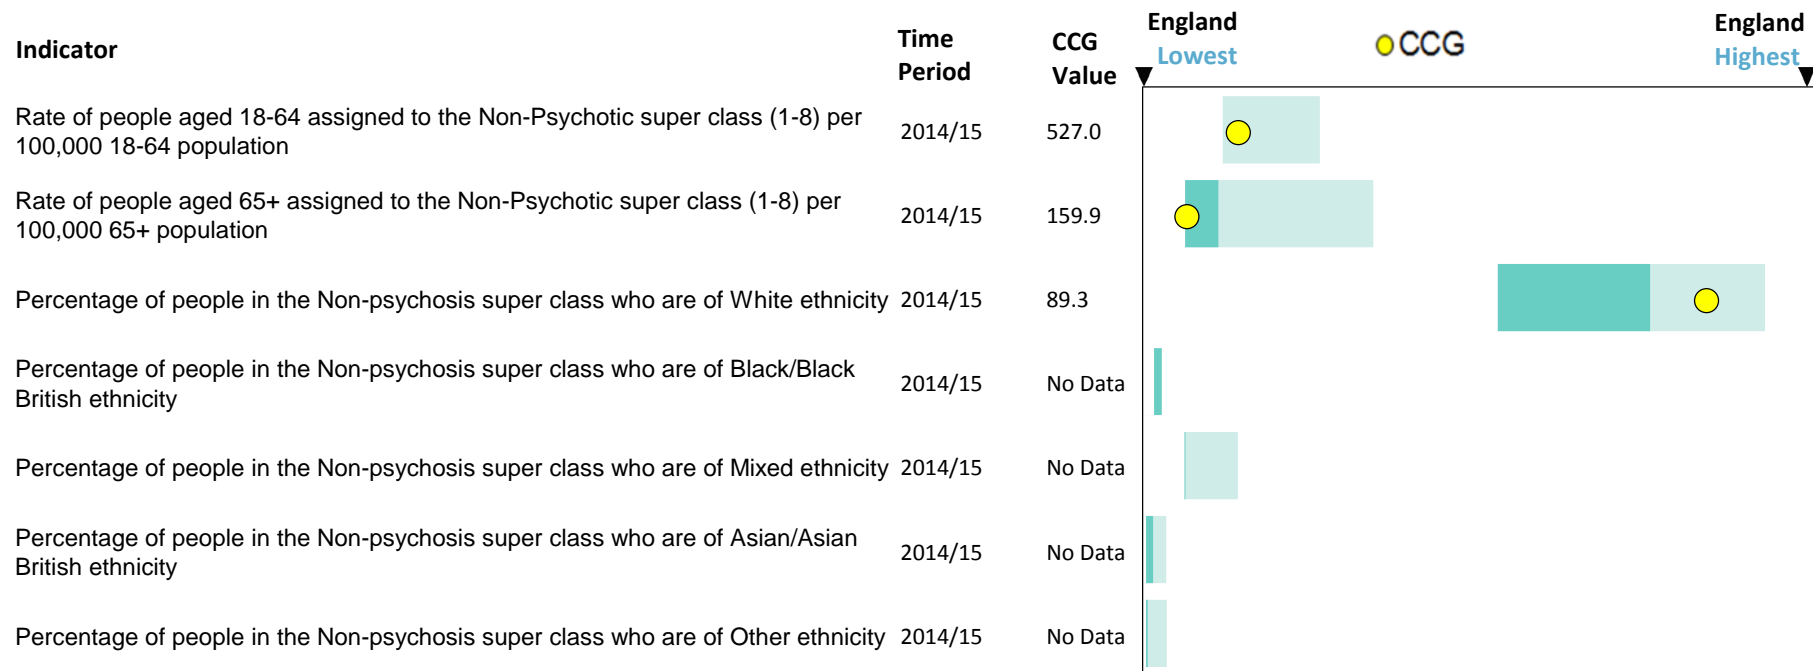 Indicator
Time Period
CCG Value
England Lowest
CCG
England Highest
Rate of people aged 18-64 assigned to the Non-Psychotic super class (1-8) per
100,000 18-64 population
2014/15
527.0
Rate of people aged 65+ assigned to the Non-Psychotic super class (1-8) per
100,000 65+ population
2014/15
159.9
Percentage of people in the Non-psychosis super class who are of White ethnicity
2014/15
89.3
Percentage of people in the Non-psychosis super class who are of Black/Black
British ethnicity
2014/15
No Data
Percentage of people in the Non-psychosis super class who are of Mixed ethnicity
2014/15
No Data
Percentage of people in the Non-psychosis super class who are of Asian/Asian
British ethnicity
2014/15
No Data
Percentage of people in the Non-psychosis super class who are of Other ethnicity
2014/15
No Data